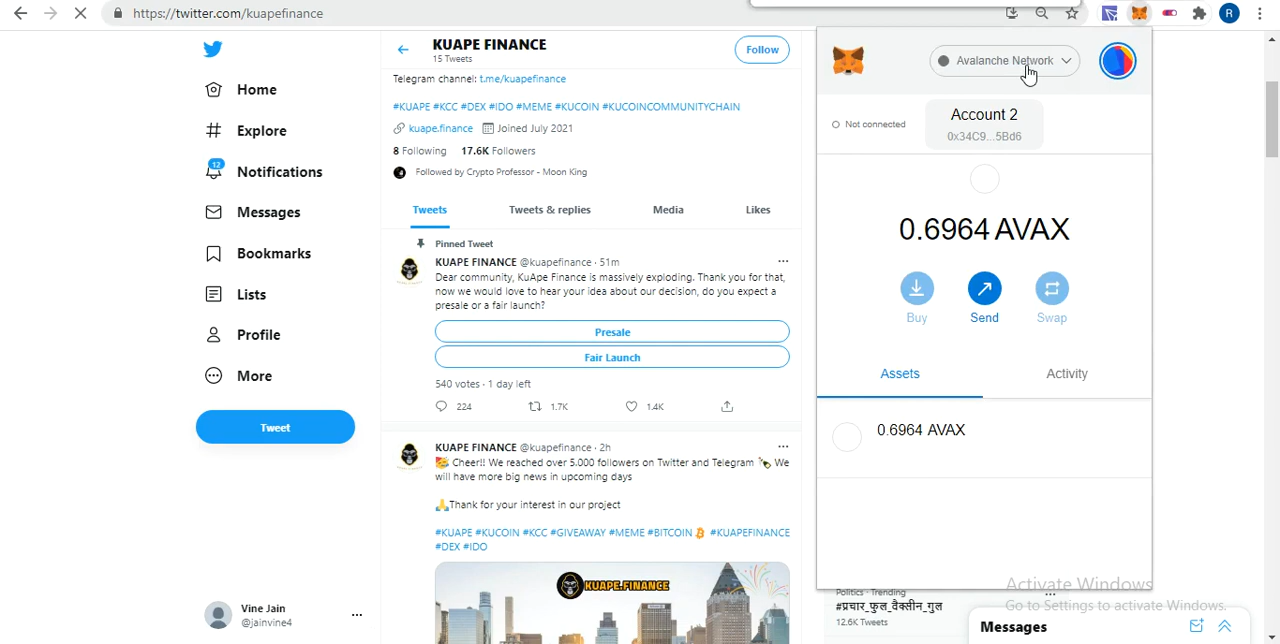 https://twitter.com/kuapefinance
R
Home
Explore
12
Notifications
Messages
Bookmarks
Lists
Profile
More
Tweet
Vine Jain
@jainvine4
KUAPE FINANCE
15 Tweets
Follow
Telegram channel: t.me/kuapefinance
#KUAPE #KCC #DEX #IDO #MEME #KUCOIN #KUCOINCOMMUNITYCHAIN
kuape.finance Joined July 2021
8 Following 17.6K Followers
Followed by Crypto Professor - Moon King
Tweets Tweets & replies Media Likes
Pinned Tweet
KUAPE FINANCE @kuapefinance · 51m
Dear community, KuApe Finance is massively exploding. Thank you for that,
now we would love to hear your idea about our decision, do you expect a
presale or a fair launch?
Presale
Fair Launch
540 votes · 1 day left
224 1.7K 1.4K
KUAPE FINANCE @kuapefinance · 2h
🥳 Cheer!! We reached over 5.000 followers on Twitter and Telegram 🍾 We
will have more big news in upcoming days
🙏Thank for your interest in our project
#KUAPE #KUCOIN #KCC #GIVEAWAY #MEME #BITCOIN #KUAPEFINANCE
#DEX #IDO
KUAPE.FINANCE
Avalanche Network
Not connected
Account 2
0x34C9...5Bd6
0.6964 AVAX
Buy Send Swap
Assets Activity
0.6964 AVAX
Activate Windows
Go to Settings to activate Windows.
Politics · Trending
#प्रचार_फुल_वैक्सीन_गुल
12.6K Tweets
Messages